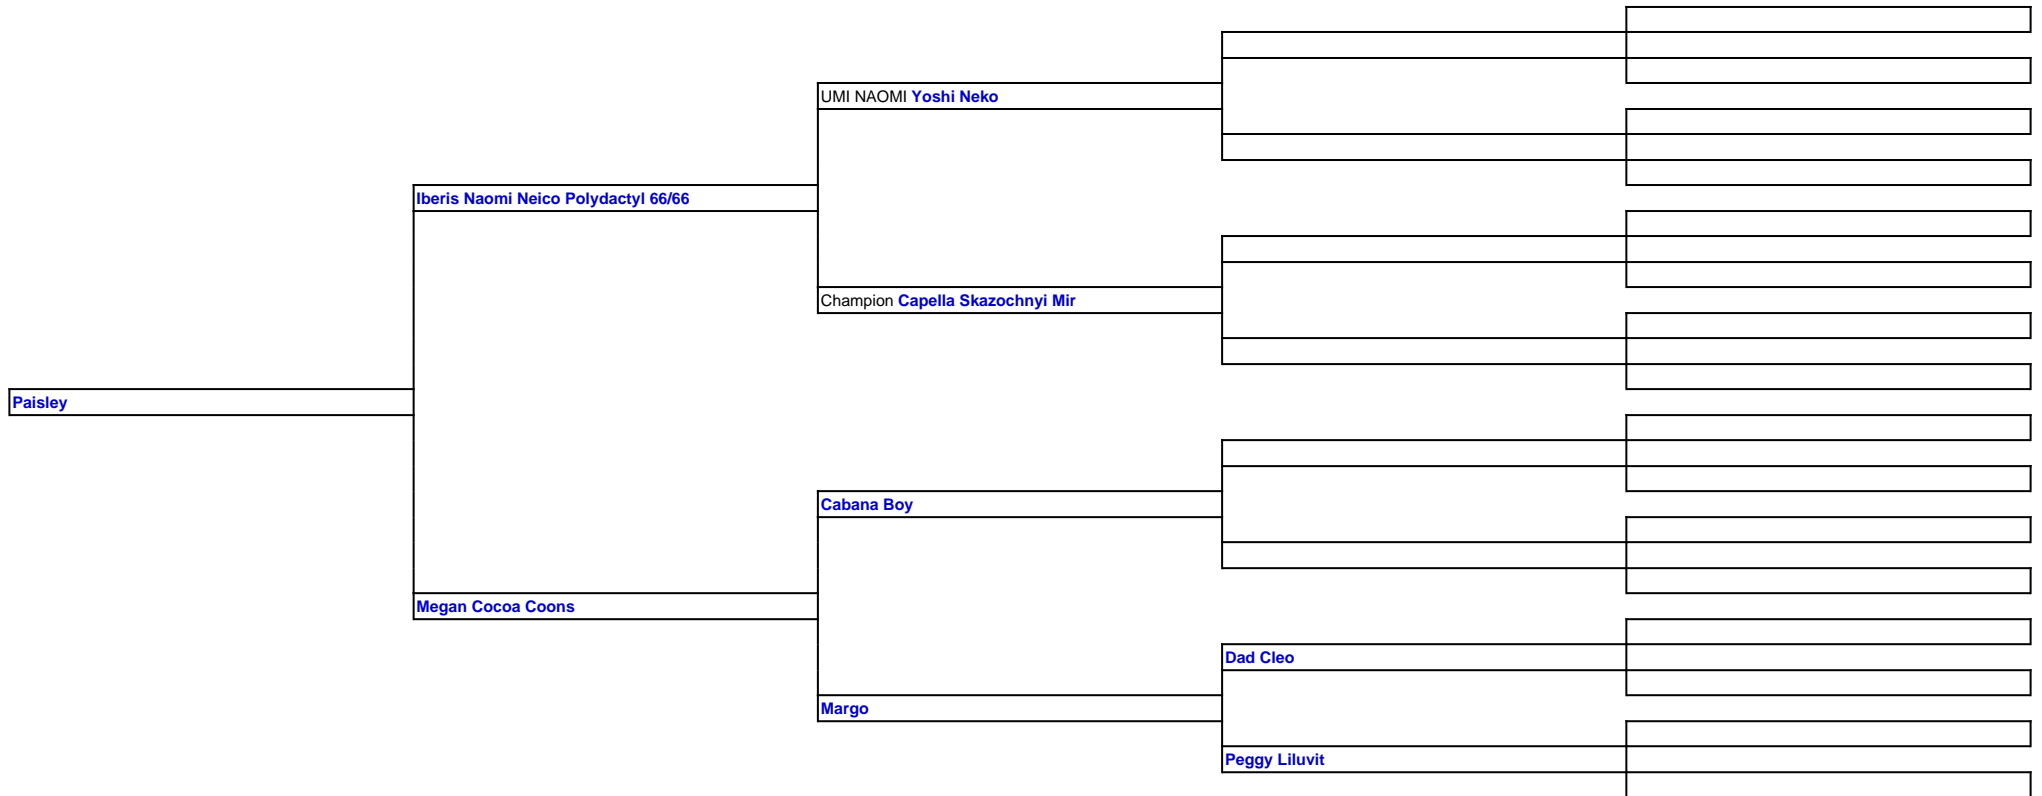 UMI NAOMI Yoshi Neko
Iberis Naomi Neico Polydactyl 66/66
Champion Capella Skazochnyi Mir
Paisley
Cabana Boy
Megan Cocoa Coons
Dad Cleo
Margo
Peggy Liluvit